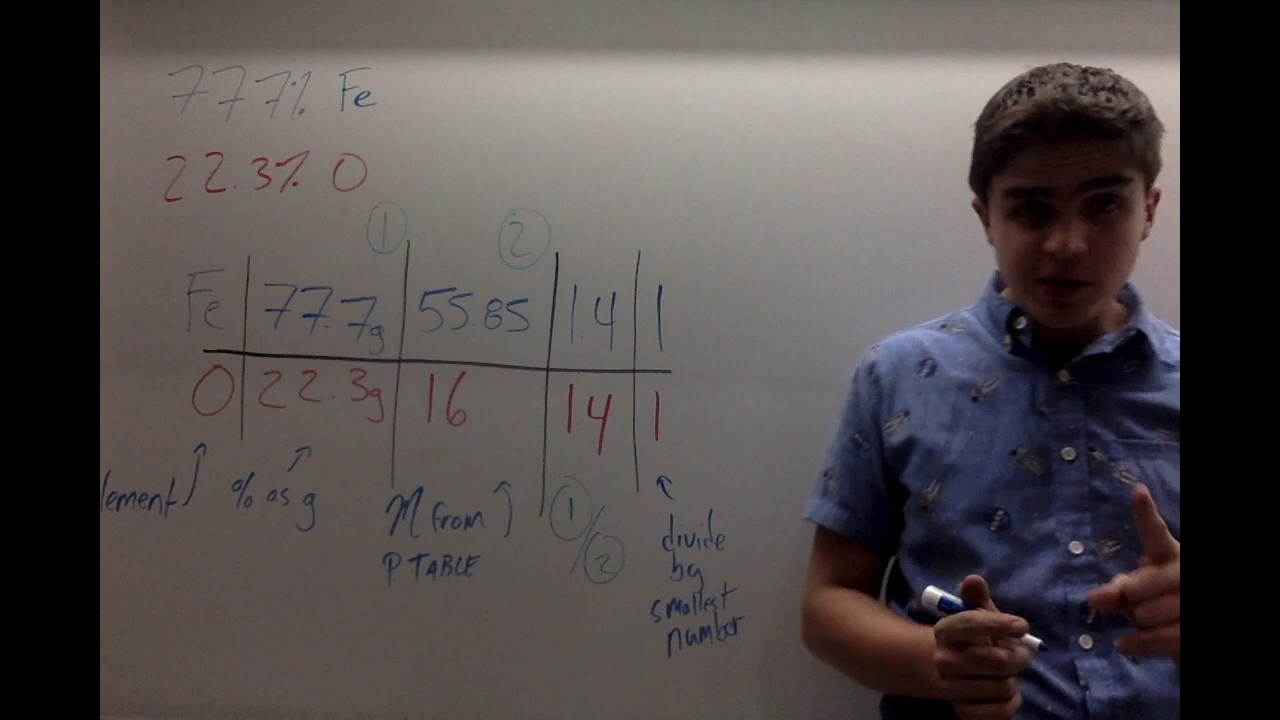 77.7% Fe
22.3% O
1 2
Fe 77.7g 55.85 1.4 1
O 22.3g 16 1.4 1
lement % as g M from 1/2
P TABLE
divide
by
smallest
number